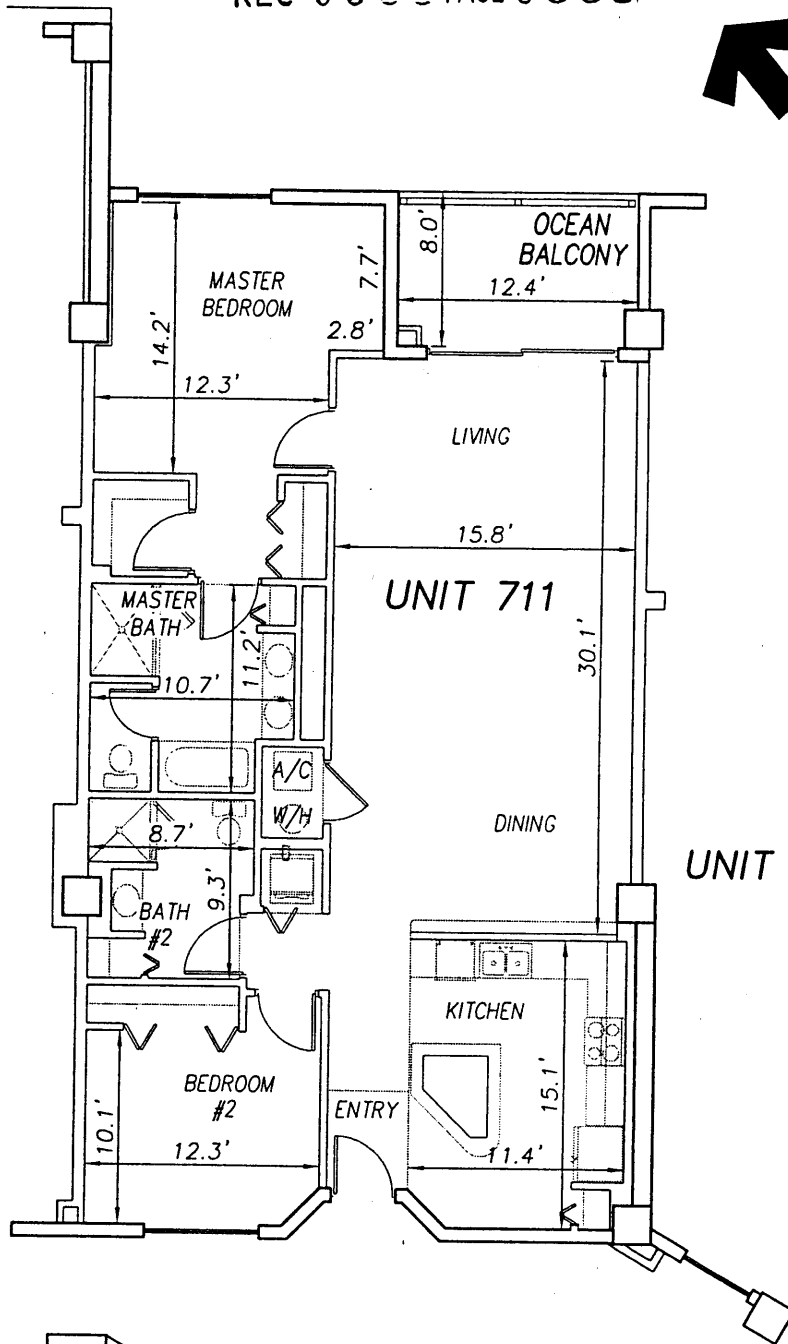 OCEAN
BALCONY
8.0'
12.4'
MASTER
BEDROOM
7.7'
2.8'
14.2'
12.3'
LIVING
15.8'
UNIT 711
30.1'
MASTER
BATH
11.2'
10.7'
A/C
W/H
DINING
8.7'
9.3'
BATH
#2
UNIT
KITCHEN
15.1'
11.4'
ENTRY
BEDROOM
#2
10.1'
12.3'